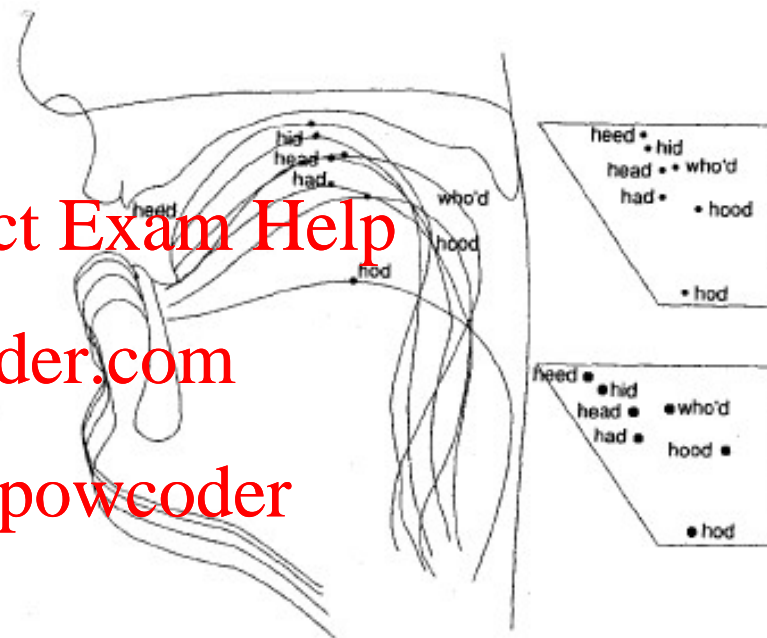 hid
head
had
heed
who'd
hood
hod
heed
hid
head
who'd
had
hood
hod
heed
hid
head
who'd
had
hood
hod
ct Exam Help
der.com
powcoder